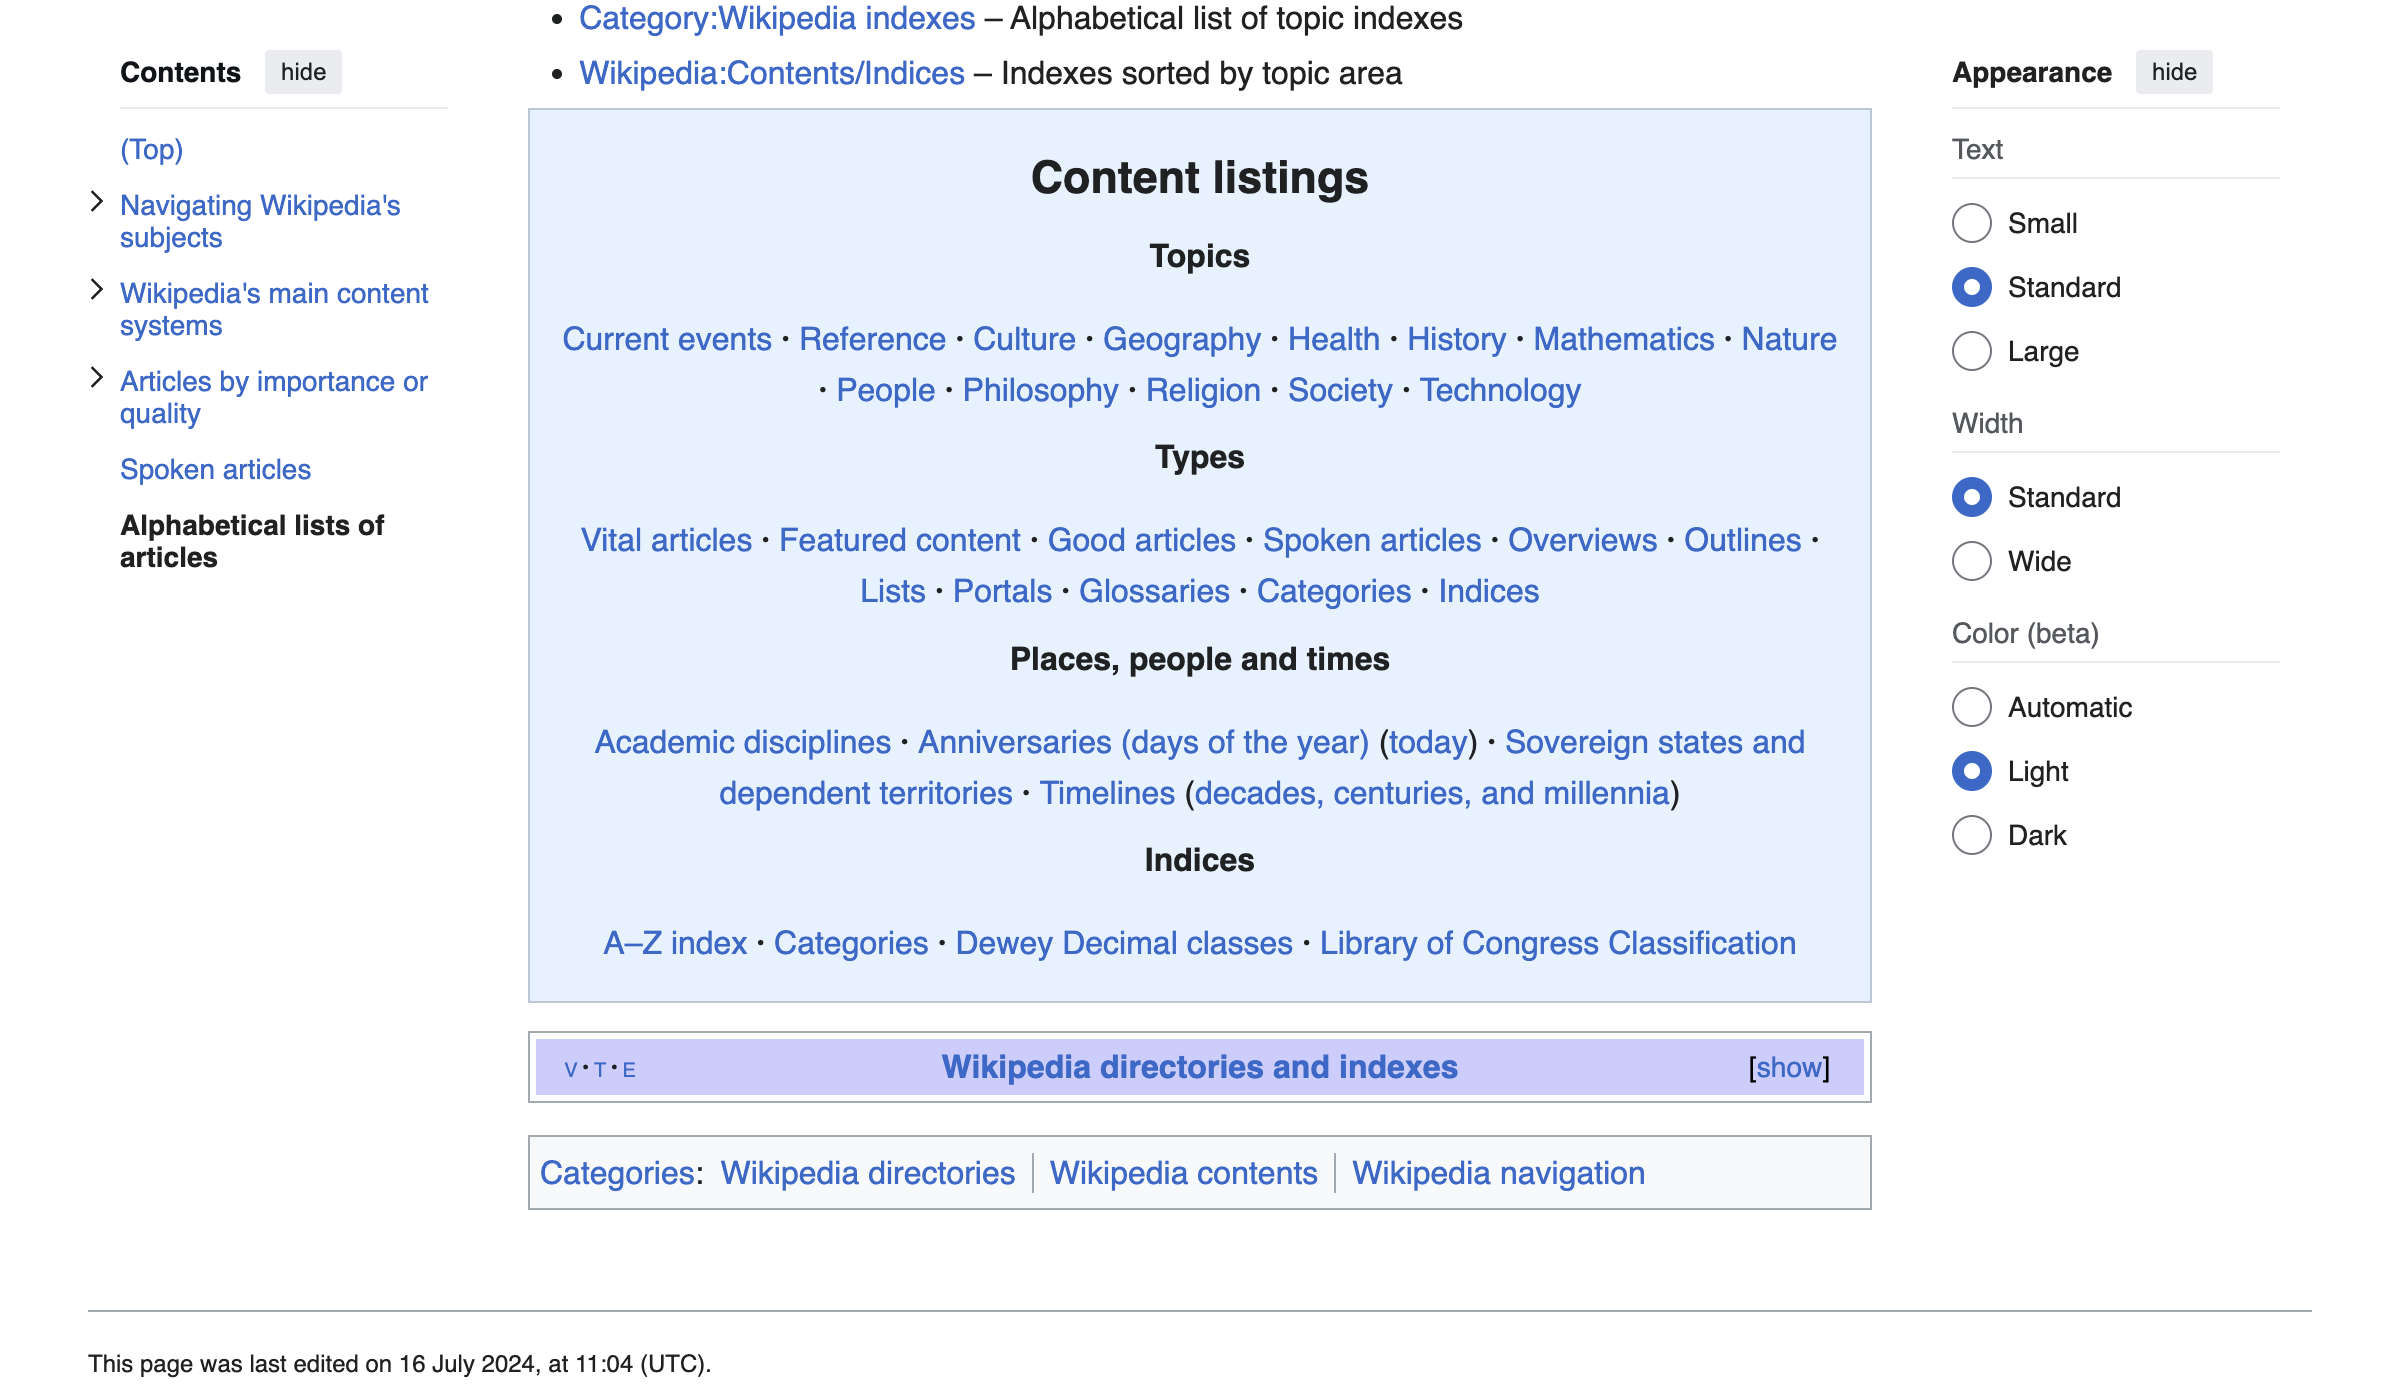 Category:Wikipedia indexes – Alphabetical list of topic indexes
Wikipedia:Contents/Indices – Indexes sorted by topic area
Contents hide
(Top)
Navigating Wikipedia's
subjects
Wikipedia's main content
systems
Articles by importance or
quality
Spoken articles
Alphabetical lists of
articles
Content listings
Topics
Current events · Reference · Culture · Geography · Health · History · Mathematics · Nature
· People · Philosophy · Religion · Society · Technology
Types
Vital articles · Featured content · Good articles · Spoken articles · Overviews · Outlines ·
Lists · Portals · Glossaries · Categories · Indices
Places, people and times
Academic disciplines · Anniversaries (days of the year) (today) · Sovereign states and
dependent territories · Timelines (decades, centuries, and millennia)
Indices
A–Z index · Categories · Dewey Decimal classes · Library of Congress Classification
V · T · E Wikipedia directories and indexes [show]
Categories: Wikipedia directories | Wikipedia contents | Wikipedia navigation
Appearance hide
Text
Small
Standard
Large
Width
Standard
Wide
Color (beta)
Automatic
Light
Dark
This page was last edited on 16 July 2024, at 11:04 (UTC).